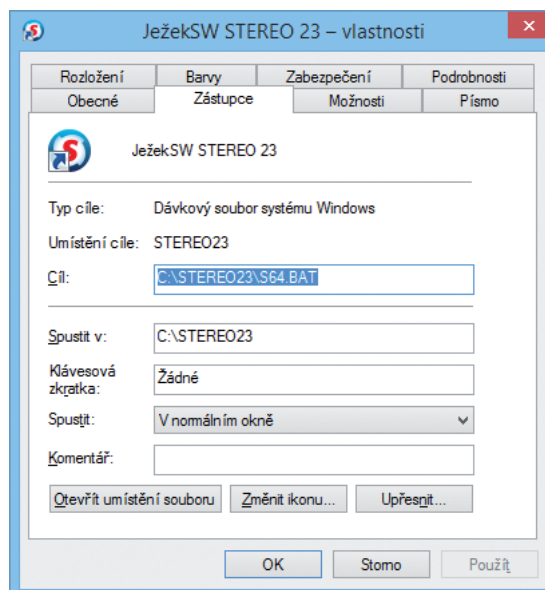 JežekSW STEREO 23 – vlastnosti
Rozložení Barvy Zabezpečení Podrobnosti
Obecné Zástupce Možnosti Písmo
JežekSW STEREO 23
Typ cíle: Dávkový soubor systému Windows
Umístění cíle: STEREO23
Cíl: C:\STEREO23\S64.BAT
Spustit v: C:\STEREO23
Klávesová
zkratka: Žádné
Spustit: V normálním okně
Komentář:
Otevřít umístění souboru Změnit ikonu... Upřesnit...
OK Storno Použít